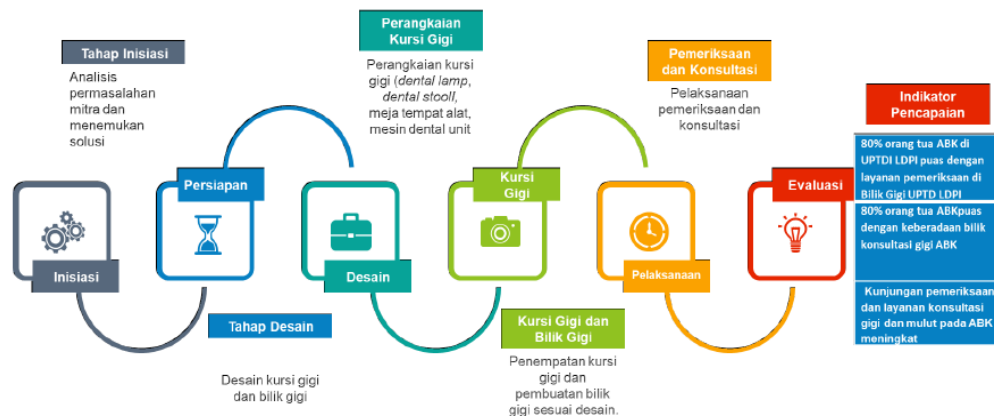 Tahap Inisiasi
Analisis
permasalahan
mitra dan
menemukan
solusi
Inisiasi
Persiapan
Tahap Desain
Desain kursi gigi
dan bilik gigi
Perangkaian
Kursi Gigi
Perangkaian kursi
gigi (dental lamp,
dental stooll,
meja tempat alat,
mesin dental unit
Desain
Kursi
Gigi
Kursi Gigi dan
Bilik Gigi
Penempatan kursi
gigi dan
pembuatan bilik
gigi sesuai desain.
Pemeriksaan
dan Konsultasi
Pelaksanaan
pemeriksaan dan
konsultasi
Pelaksanaan
Evaluasi
Indikator
Pencapaian
80% orang tua ABK di
UPTDI LDPI puas dengan
layanan pemeriksaan di
Bilik Gigi UPTD LDPI
80% orang tua ABKpuas
dengan keberadaan bilik
konsultasi gigi ABK
Kunjungan pemeriksaan
dan layanan konsultasi
gigi dan mulut pada ABK
meningkat